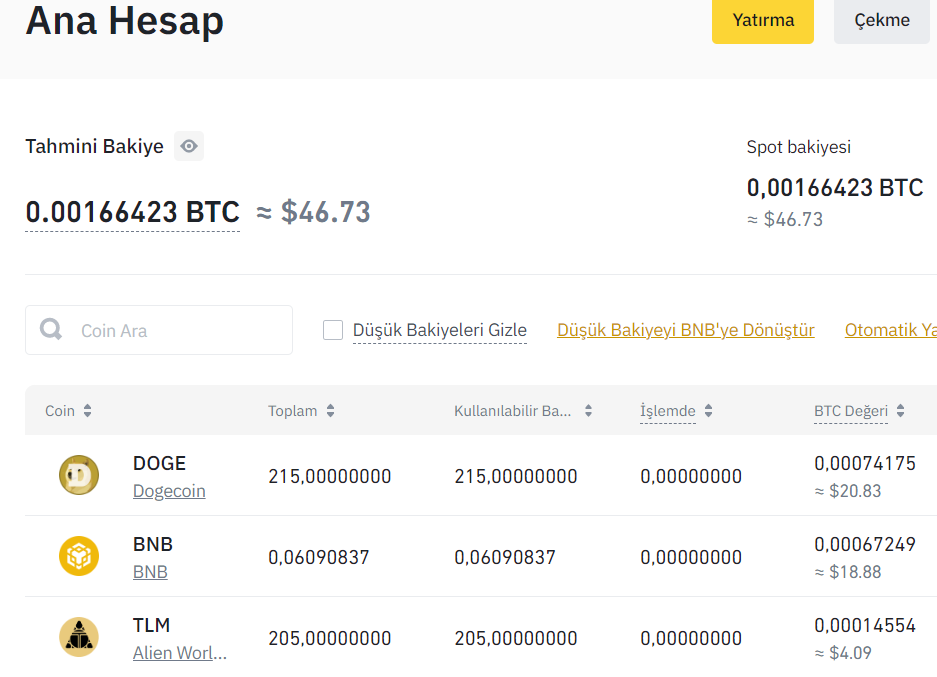 Ana Hesap
Yatırma
Çekme
Tahmini Bakiye
0.00166423 BTC ≈ $46.73
Spot bakiyesi
0,00166423 BTC
≈ $46.73
Coin Ara
Düşük Bakiyeleri Gizle
Düşük Bakiyeyi BNB'ye Dönüştür
Otomatik Ya
Coin
Toplam
Kullanılabilir Ba...
İşlemde
BTC Değeri
DOGE
Dogecoin
215,00000000
215,00000000
0,00000000
0,00074175
≈ $20.83
BNB
BNB
0,06090837
0,06090837
0,00000000
0,00067249
≈ $18.88
TLM
Alien Worl...
205,00000000
205,00000000
0,00000000
0,00014554
≈ $4.09